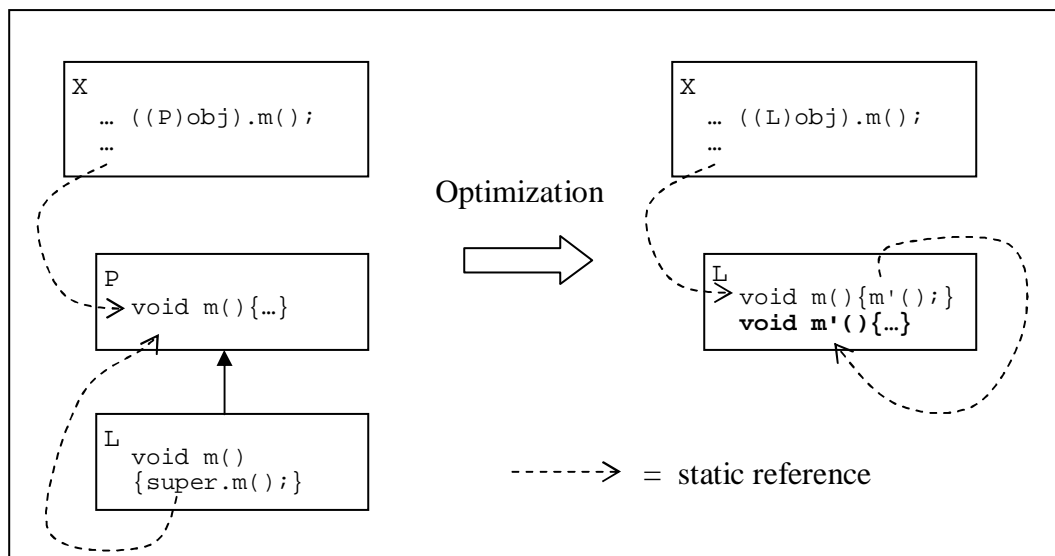 X
… ((P)obj).m();
…
P
void m(){…}
L
void m()
{super.m();}
Optimization
X
… ((L)obj).m();
…
L
void m(){m'();}
void m'(){…}
= static reference